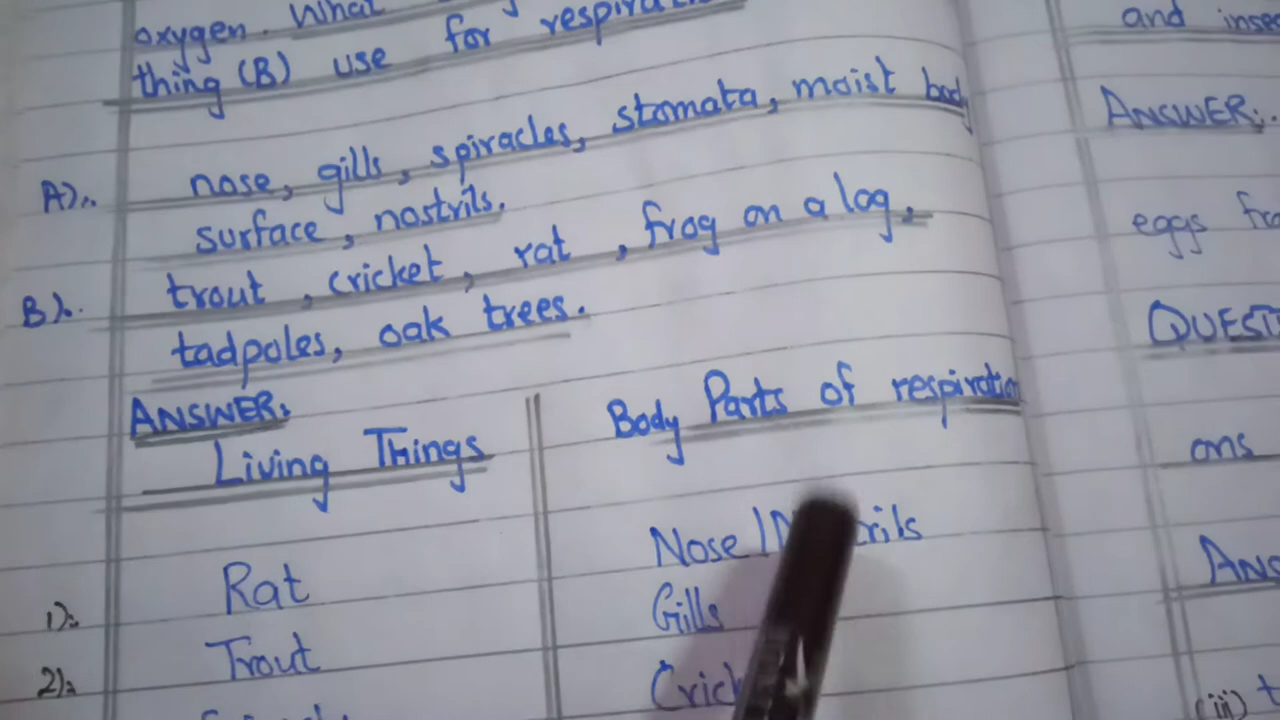 oxygen. What
thing (B) use for
A):. nose, gills, spiracles, stomata, moist body
surface, nostrils.
B):. trout, cricket, rat, frog on a log.
tadpoles, oak trees.
ANSWER:
Living Things Body Parts of respiration
1):. Rat Nose/
2):. Trout Gills
and
ANSWER:.
eggs
ons
(iii)